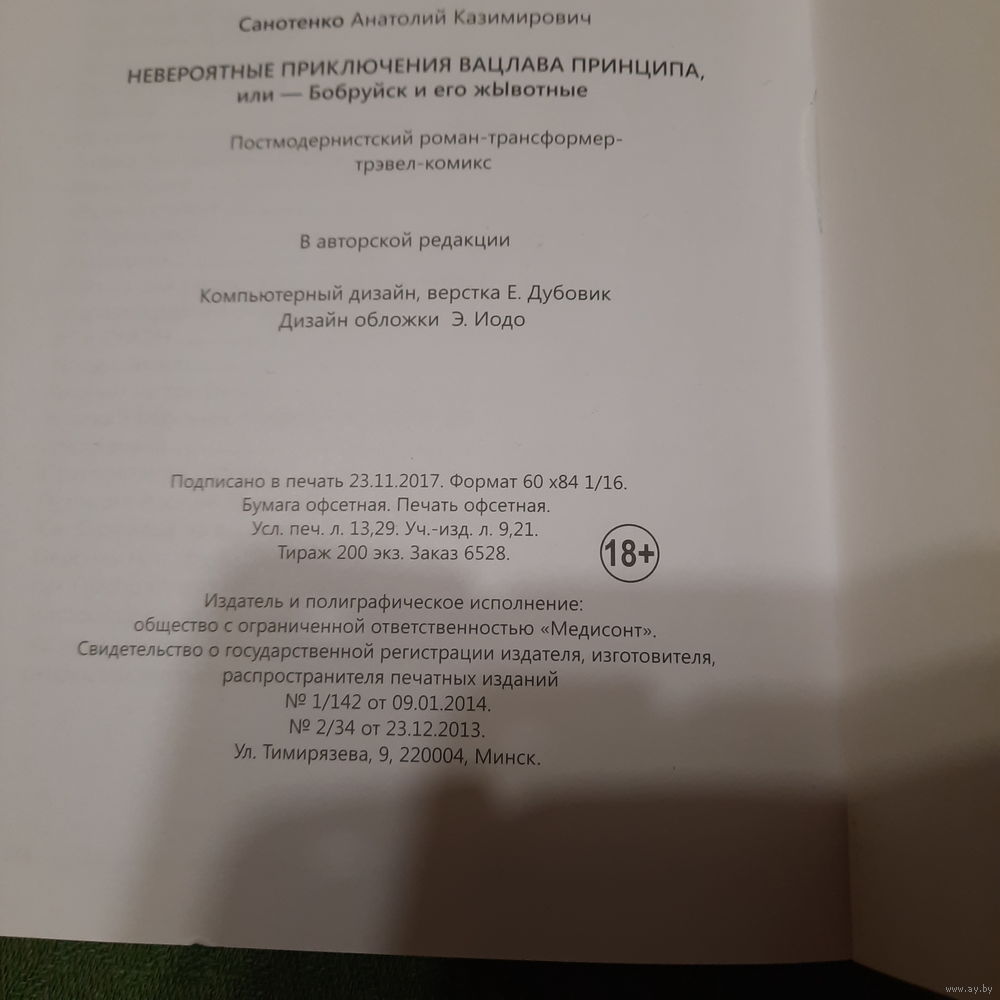 Санотенко Анатолий Казимирович
НЕВЕРОЯТНЫЕ ПРИКЛЮЧЕНИЯ ВАЦЛАВА ПРИНЦИПА,
или — Бобруйск и его жЫвотные
Постмодернистский роман-трансформер-
трэвел-комикс
В авторской редакции
Компьютерный дизайн, верстка Е. Дубовик
Дизайн обложки Э. Иодо
Подписано в печать 23.11.2017. Формат 60 х84 1/16.
Бумага офсетная. Печать офсетная.
Усл. печ. л. 13,29. Уч.-изд. л. 9,21.
Тираж 200 экз. Заказ 6528.
18+
Издатель и полиграфическое исполнение:
общество с ограниченной ответственностью «Медисонт».
Свидетельство о государственной регистрации издателя, изготовителя,
распространителя печатных изданий
№ 1/142 от 09.01.2014.
№ 2/34 от 23.12.2013.
Ул. Тимирязева, 9, 220004, Минск.
www.ay.by